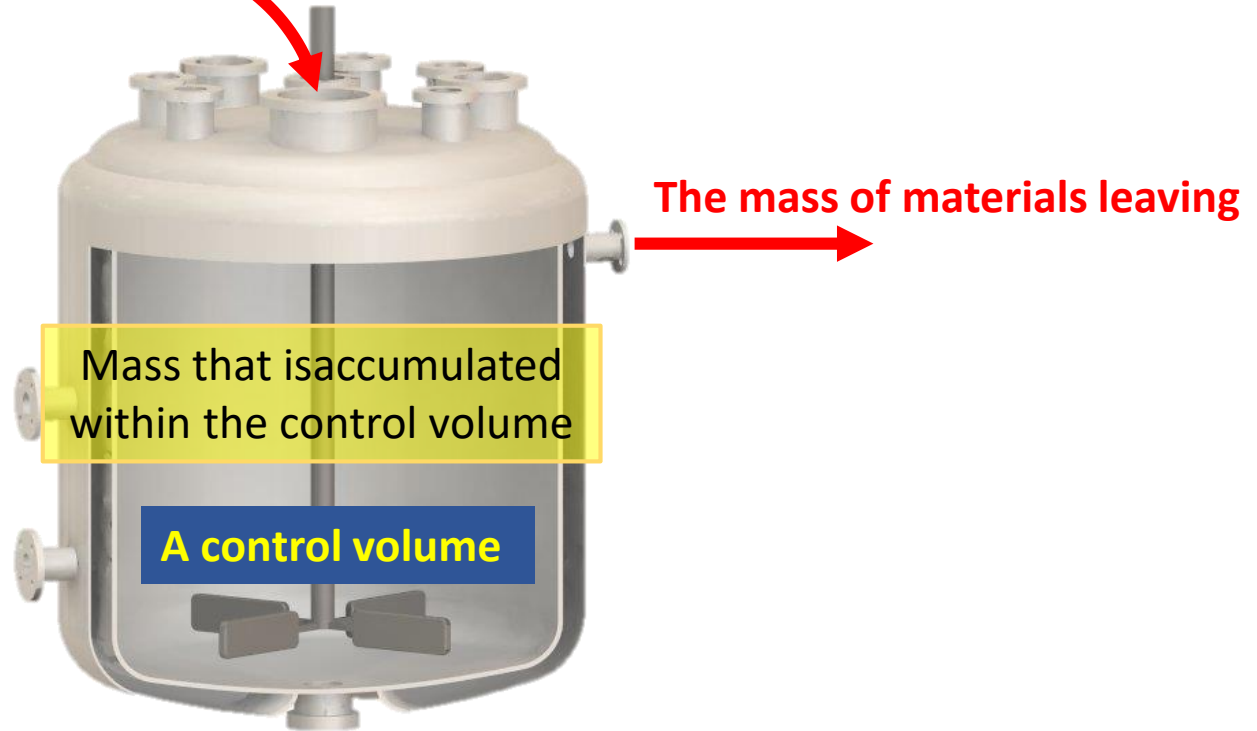 The mass of materials leaving
Mass that isaccumulated
within the control volume
A control volume